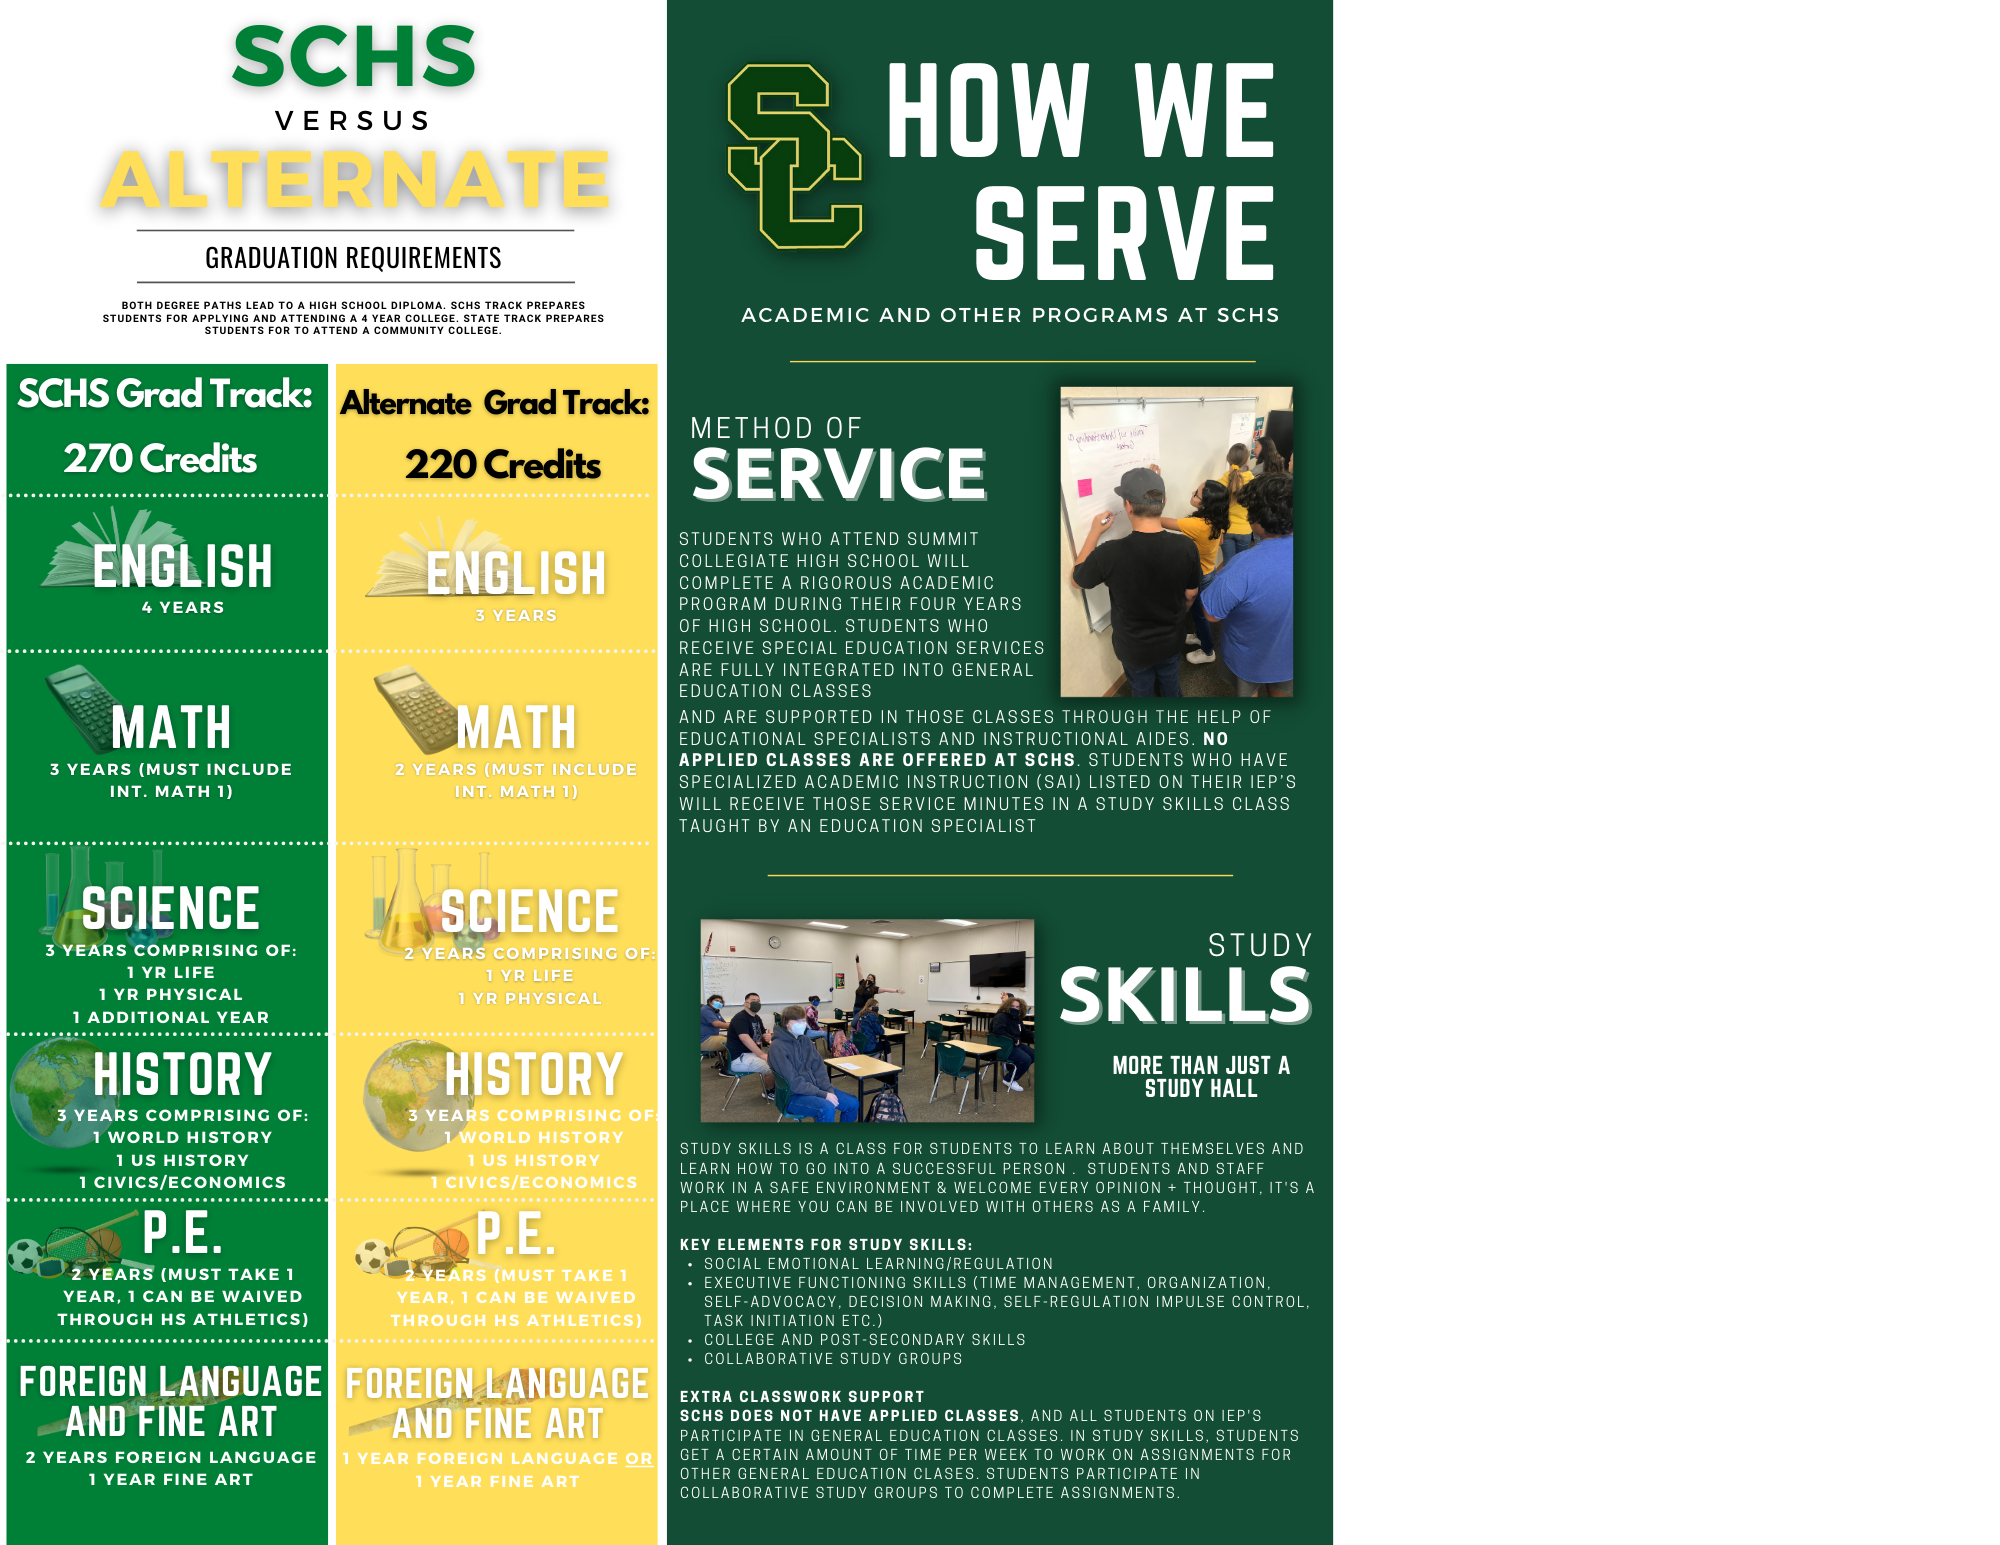 SCHS
VERSUS
ALTERNATE
GRADUATION REQUIREMENTS
BOTH DEGREE PATHS LEAD TO A HIGH SCHOOL DIPLOMA. SCHS TRACK PREPARES
STUDENTS FOR APPLYING AND ATTENDING A 4 YEAR COLLEGE. STATE TRACK PREPARES
STUDENTS FOR TO ATTEND A COMMUNITY COLLEGE.
SCHS Grad Track:
270 Credits
ENGLISH
4 YEARS
MATH
3 YEARS (MUST INCLUDE
INT. MATH 1)
SCIENCE
3 YEARS COMPRISING OF:
1 YR LIFE
1 YR PHYSICAL
1 ADDITIONAL YEAR
HISTORY
3 YEARS COMPRISING OF:
1 WORLD HISTORY
1 US HISTORY
1 CIVICS/ECONOMICS
P.E.
2 YEARS (MUST TAKE 1
YEAR, 1 CAN BE WAIVED
THROUGH HS ATHLETICS)
FOREIGN LANGUAGE
AND FINE ART
2 YEARS FOREIGN LANGUAGE
1 YEAR FINE ART
Alternate Grad Track:
220 Credits
ENGLISH
3 YEARS
MATH
2 YEARS (MUST INCLUDE
INT. MATH 1)
SCIENCE
2 YEARS COMPRISING OF:
1 YR LIFE
1 YR PHYSICAL
HISTORY
3 YEARS COMPRISING OF:
1 WORLD HISTORY
1 US HISTORY
1 CIVICS/ECONOMICS
P.E.
2 YEARS (MUST TAKE 1
YEAR, 1 CAN BE WAIVED
THROUGH HS ATHLETICS)
FOREIGN LANGUAGE
AND FINE ART
1 YEAR FOREIGN LANGUAGE OR
1 YEAR FINE ART
SC
HOW WE
SERVE
ACADEMIC AND OTHER PROGRAMS AT SCHS
METHOD OF
SERVICE
STUDENTS WHO ATTEND SUMMIT
COLLEGIATE HIGH SCHOOL WILL
COMPLETE A RIGOROUS ACADEMIC
PROGRAM DURING THEIR FOUR YEARS
OF HIGH SCHOOL. STUDENTS WHO
RECEIVE SPECIAL EDUCATION SERVICES
ARE FULLY INTEGRATED INTO GENERAL
EDUCATION CLASSES
AND ARE SUPPORTED IN THOSE CLASSES THROUGH THE HELP OF
EDUCATIONAL SPECIALISTS AND INSTRUCTIONAL AIDES. NO
APPLIED CLASSES ARE OFFERED AT SCHS. STUDENTS WHO HAVE
SPECIALIZED ACADEMIC INSTRUCTION (SAI) LISTED ON THEIR IEP'S
WILL RECEIVE THOSE SERVICE MINUTES IN A STUDY SKILLS CLASS
TAUGHT BY AN EDUCATION SPECIALIST
STUDY
SKILLS
MORE THAN JUST A
STUDY HALL
STUDY SKILLS IS A CLASS FOR STUDENTS TO LEARN ABOUT THEMSELVES AND
LEARN HOW TO GO INTO A SUCCESSFUL PERSON . STUDENTS AND STAFF
WORK IN A SAFE ENVIRONMENT & WELCOME EVERY OPINION + THOUGHT, IT'S A
PLACE WHERE YOU CAN BE INVOLVED WITH OTHERS AS A FAMILY.
KEY ELEMENTS FOR STUDY SKILLS:
• SOCIAL EMOTIONAL LEARNING/REGULATION
• EXECUTIVE FUNCTIONING SKILLS (TIME MANAGEMENT, ORGANIZATION,
SELF-ADVOCACY, DECISION MAKING, SELF-REGULATION IMPULSE CONTROL,
TASK INITIATION ETC.)
• COLLEGE AND POST-SECONDARY SKILLS
• COLLABORATIVE STUDY GROUPS
EXTRA CLASSWORK SUPPORT
SCHS DOES NOT HAVE APPLIED CLASSES, AND ALL STUDENTS ON IEP'S
PARTICIPATE IN GENERAL EDUCATION CLASSES. IN STUDY SKILLS, STUDENTS
GET A CERTAIN AMOUNT OF TIME PER WEEK TO WORK ON ASSIGNMENTS FOR
OTHER GENERAL EDUCATION CLASES. STUDENTS PARTICIPATE IN
COLLABORATIVE STUDY GROUPS TO COMPLETE ASSIGNMENTS.